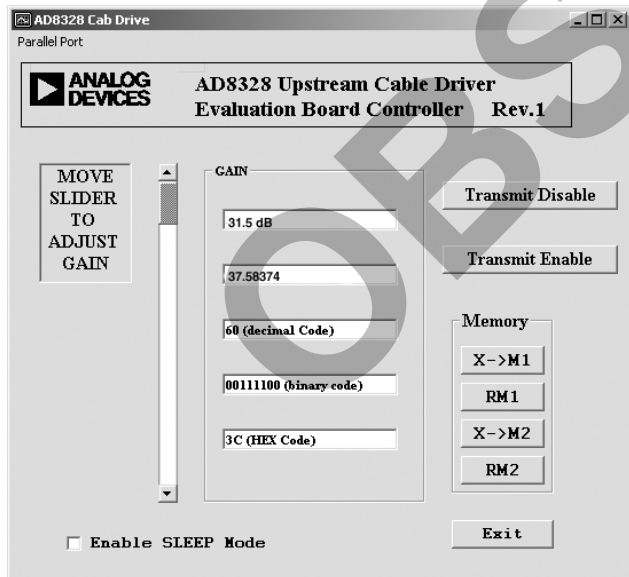 AD8328 Cab Drive
Parallel Port
ANALOG
DEVICES
AD8328 Upstream Cable Driver
Evaluation Board Controller Rev.1
MOVE
SLIDER
TO
ADJUST
GAIN
GAIN
31.5 dB
37.58374
60 (decimal Code)
00111100 (binary code)
3C (HEX Code)
Transmit Disable
Transmit Enable
Memory
X->M1
RM1
X->M2
RM2
Enable SLEEP Mode
Exit
OBS